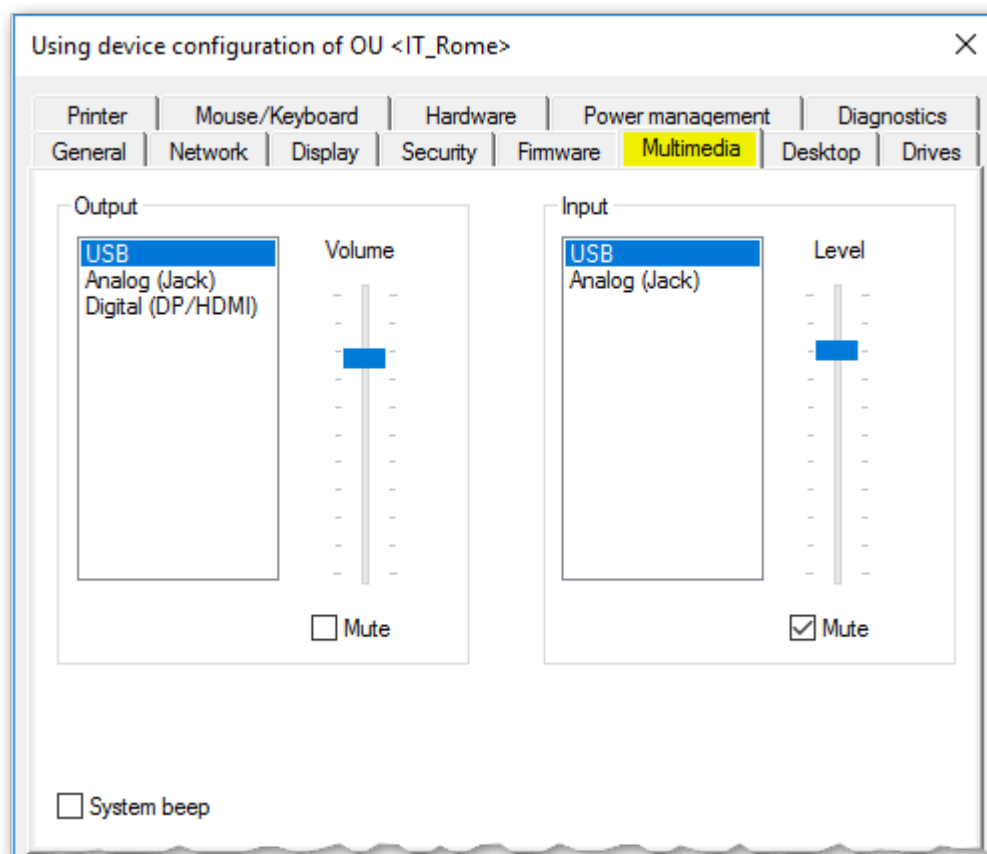 Using device configuration of OU <IT_Rome>
Printer Mouse/Keyboard Hardware Power management Diagnostics
General Network Display Security Firmware Multimedia Desktop Drives
Output
USB
Analog (Jack)
Digital (DP/HDMI)
Volume
Mute
Input
USB
Analog (Jack)
Level
Mute
System beep